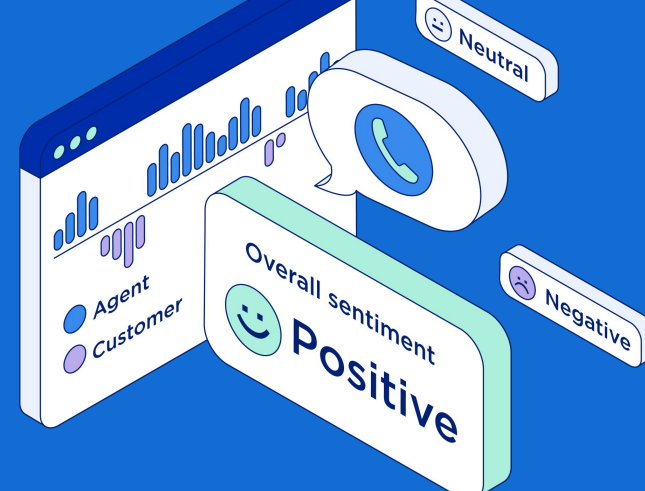 Neutral
Agent
Customer
Overall sentiment
Positive
Negative